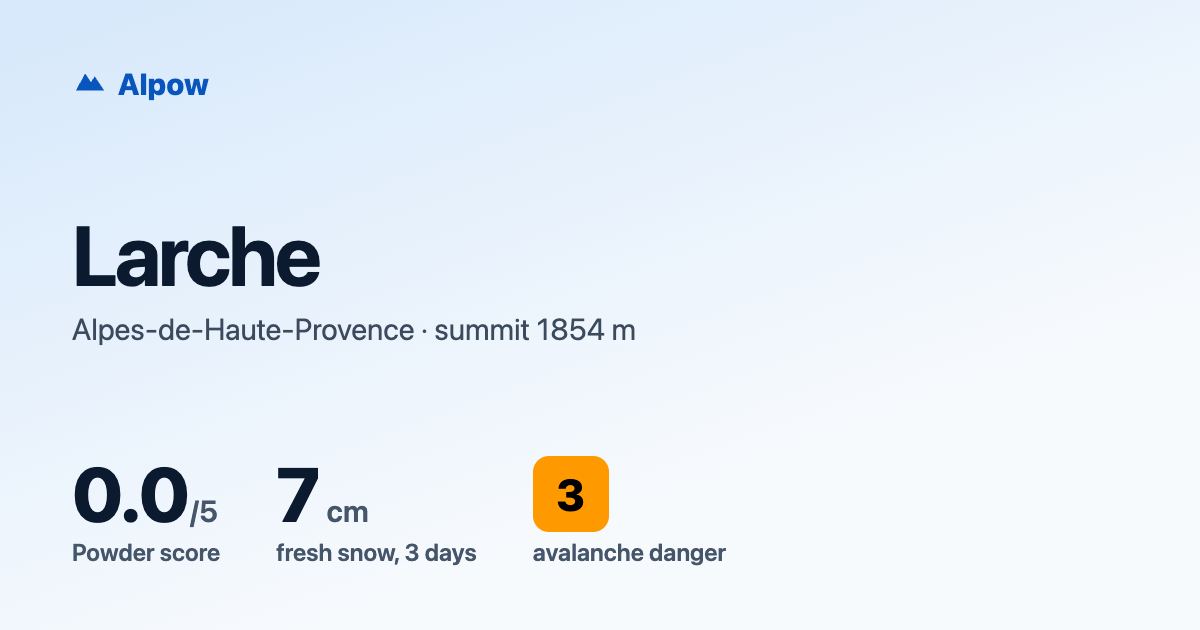 Alpow
Larche
Alpes-de-Haute-Provence · summit 1854 m
0.0/5 7 cm 3
Powder score fresh snow, 3 days avalanche danger